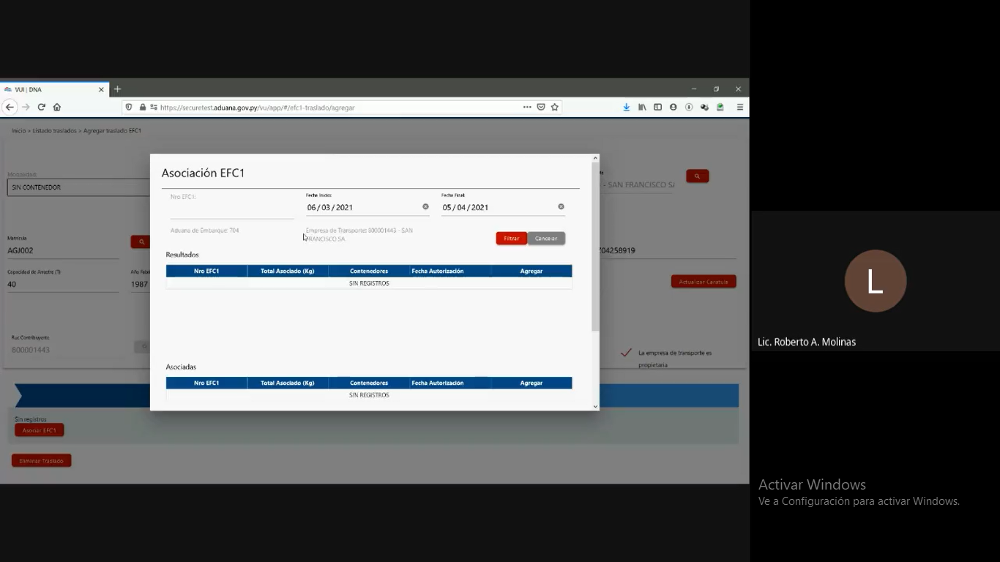 VUI | DNA
https://securetest.aduana.gov.py/vu/app/#/efc1-traslado/agregar
Inicio > Listado traslados > Agregar traslado EFC1
Modalidad:
SIN CONTENEDOR
- SAN FRANCISCO S/
Matrícula
AGJ002
Z04258919
Capacidad de Arrastre (T)
Año Fabri
40
1987
Actualizar Carátula
Ruc Contribuyente
800001443
La empresa de transporte es
propietaria
Sin registros
Asociar EFC1
Eliminar Traslado
Asociación EFC1
Nro EFC1:
Fecha Inicio:
Fecha Final:
06 / 03 / 2021
05 / 04 / 2021
Aduana de Embarque: 704
Empresa de Transporte: 800001443 - SAN
FRANCISCO SA
Filtrar
Cancelar
Resultados
Nro EFC1 Total Asociado (Kg) Contenedores Fecha Autorización Agregar
SIN REGISTROS
Asociadas
Nro EFC1 Total Asociado (Kg) Contenedores Fecha Autorización Agregar
SIN REGISTROS
L
Lic. Roberto A. Molinas
Activar Windows
Ve a Configuración para activar Windows.